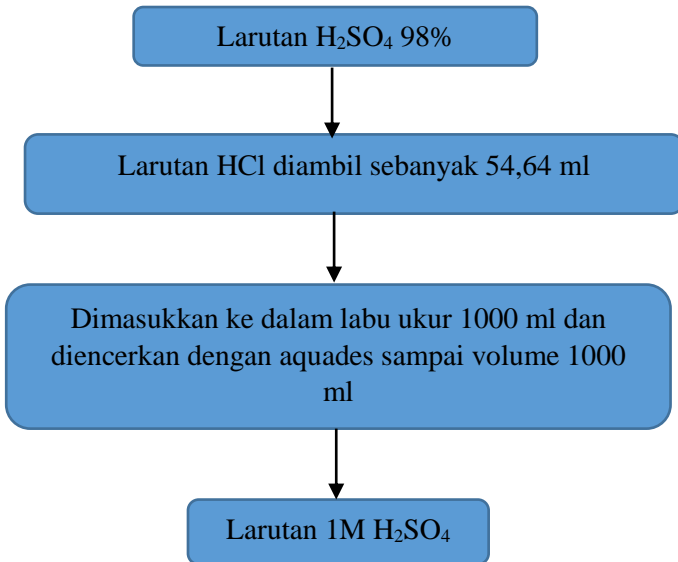 Larutan H₂SO₄ 98%
Larutan HCl diambil sebanyak 54,64 ml
Dimasukkan ke dalam labu ukur 1000 ml dan
diencerkan dengan aquades sampai volume 1000
ml
Larutan 1M H₂SO₄